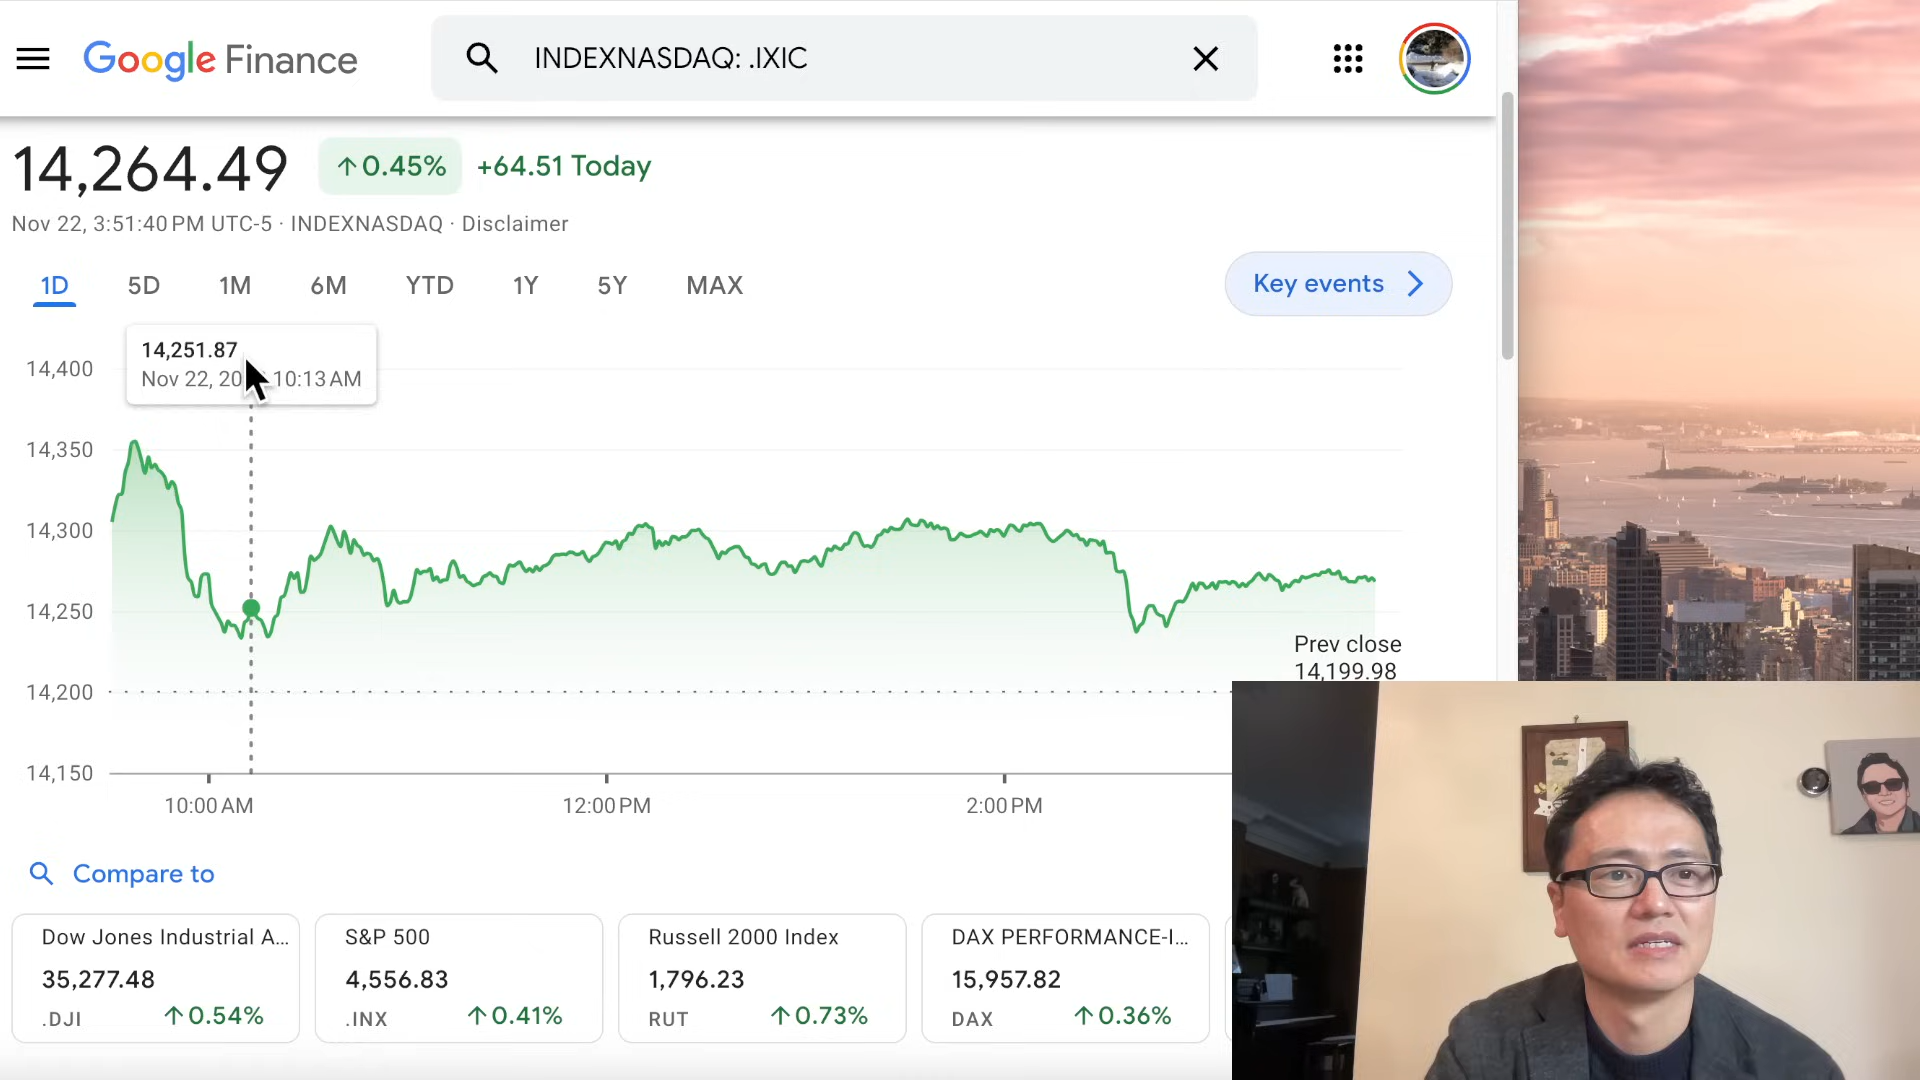 Google Finance
INDEXNASDAQ: .IXIC
14,264.49
↑0.45%
+64.51 Today
Nov 22, 3:51:40 PM UTC-5 · INDEXNASDAQ · Disclaimer
1D 5D 1M 6M YTD 1Y 5Y MAX
Key events
14,251.87
Nov 22, 20 10:13 AM
14,400
14,350
14,300
14,250
14,200
14,150
Prev close
14,199.98
10:00 AM 12:00 PM 2:00 PM
Compare to
Dow Jones Industrial A...
35,277.48
.DJI ↑0.54%
S&P 500
4,556.83
.INX ↑0.41%
Russell 2000 Index
1,796.23
RUT ↑0.73%
DAX PERFORMANCE-I...
15,957.82
DAX ↑0.36%